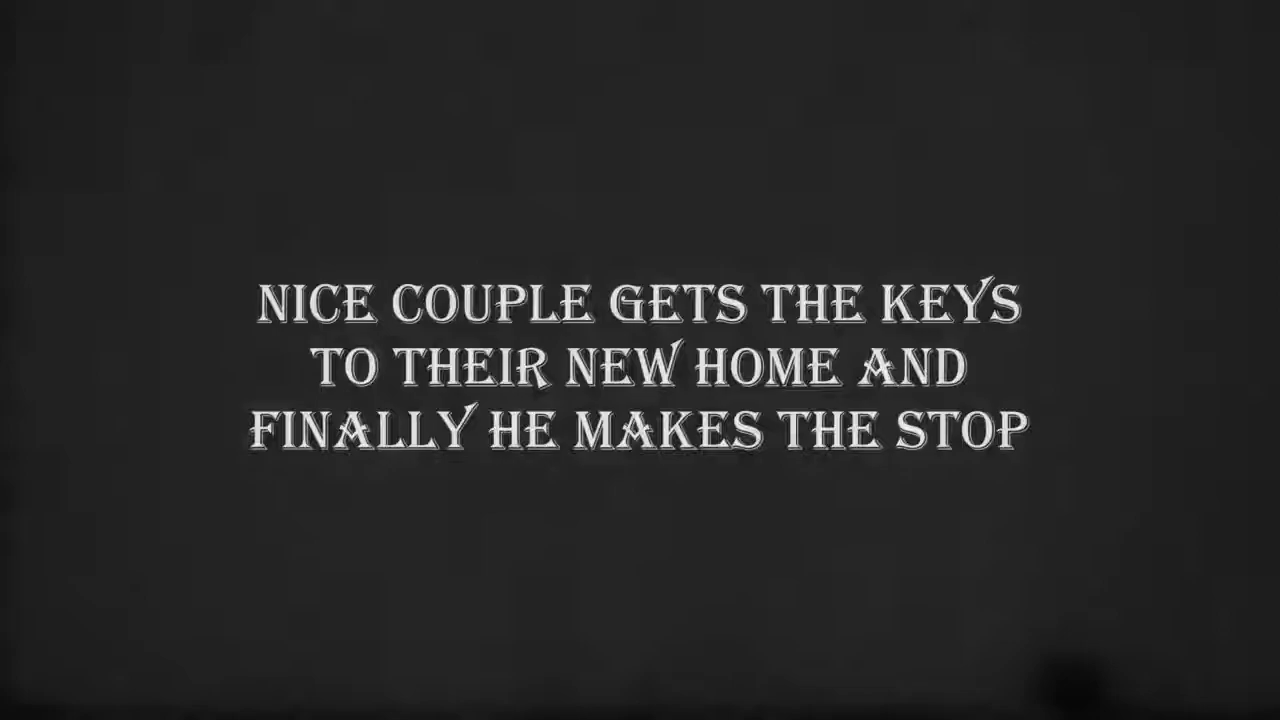 NICE COUPLE GETS THE KEYS
TO THEIR NEW HOME AND
FINALLY HE MAKES THE STOP